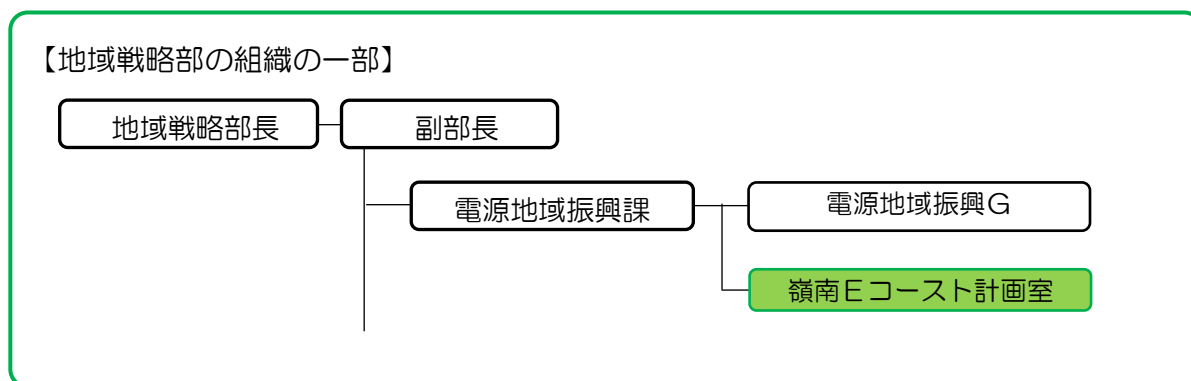 【地域戦略部の組織の一部】
地域戦略部長
副部長
電源地域振興課
電源地域振興Ｇ
嶺南Ｅコースト計画室